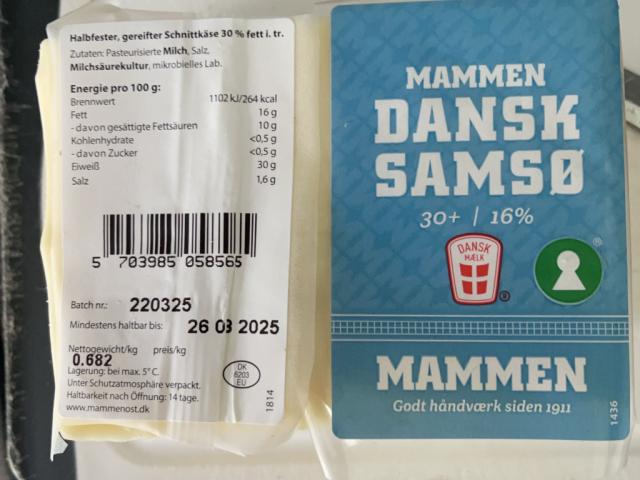 Halbfester, gereifter Schnittkäse 30 % fett i. tr.
Zutaten: Pasteurisierte Milch, Salz,
Milchsäurekultur, mikrobielles Lab.
Energie pro 100 g:
Brennwert 1102 kJ/264 kcal
Fett 16 g
- davon gesättigte Fettsäuren 10 g
Kohlenhydrate <0,5 g
- davon Zucker <0,5 g
Eiweiß 30 g
Salz 1,6 g
5 703985 058565
Batch nr.: 220325
Mindestens haltbar bis: 26 03 2025
Nettogewicht/kg preis/kg
0.682
Lagerung: bei max. 5° C.
Unter Schutzatmosphäre verpackt.
Haltbarkeit nach Öffnung: 14 tage.
www.mammenost.dk
DK
6203
EU
1814
MAMMEN
DANSK
SAMSØ
30+ / 16%
DANSK
MÆLK
®
®
MAMMEN
Godt håndværk siden 1911
1436